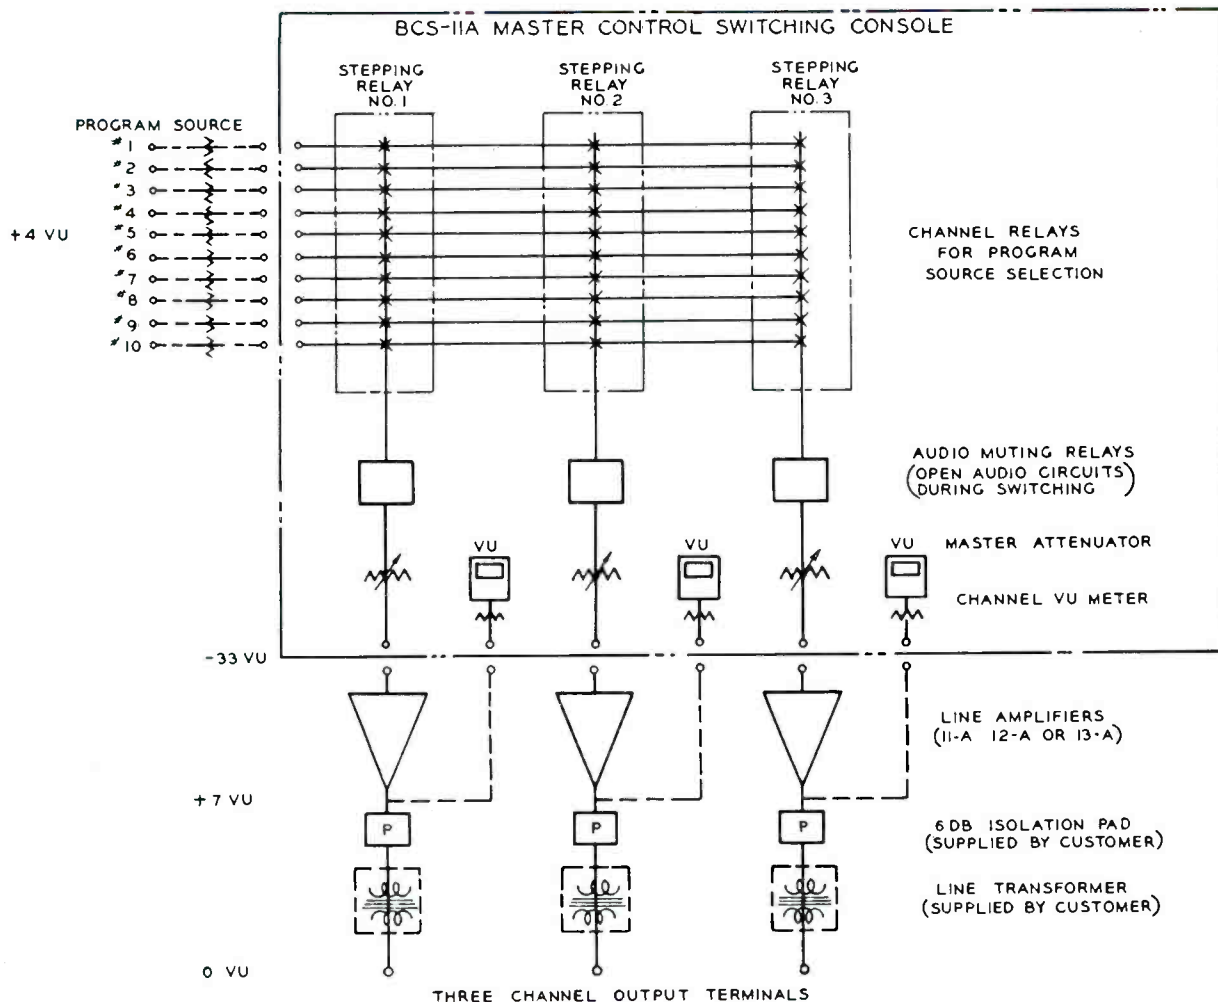 BCS-11A MASTER CONTROL SWITCHING CONSOLE
STEPPING
RELAY
NO. 1
STEPPING
RELAY
NO. 2
STEPPING
RELAY
NO. 3
PROGRAM SOURCE
#1
#2
#3
#4
#5
#6
#7
#8
#9
#10
+4 VU
CHANNEL RELAYS
FOR PROGRAM
SOURCE SELECTION
AUDIO MUTING RELAYS
(OPEN AUDIO CIRCUITS)
DURING SWITCHING
VU
VU
VU
MASTER ATTENUATOR
CHANNEL VU METER
-33 VU
LINE AMPLIFIERS
(11-A 12-A OR 13-A)
+7 VU
P
P
P
6 DB ISOLATION PAD
(SUPPLIED BY CUSTOMER)
LINE TRANSFORMER
(SUPPLIED BY CUSTOMER)
0 VU
THREE CHANNEL OUTPUT TERMINALS